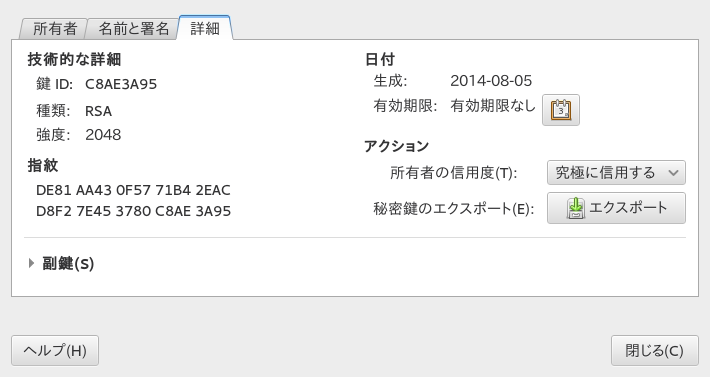 所有者 名前と署名 詳細
技術的な詳細
鍵 ID: C8AE3A95
種類: RSA
強度: 2048
指紋
DE81 AA43 0F57 71B4 2EAC
D8F2 7E45 3780 C8AE 3A95
日付
生成: 2014-08-05
有効期限: 有効期限なし
アクション
所有者の信用度(T): 究極に信用する
秘密鍵のエクスポート(E): エクスポート
副鍵(S)
ヘルプ(H) 閉じる(C)